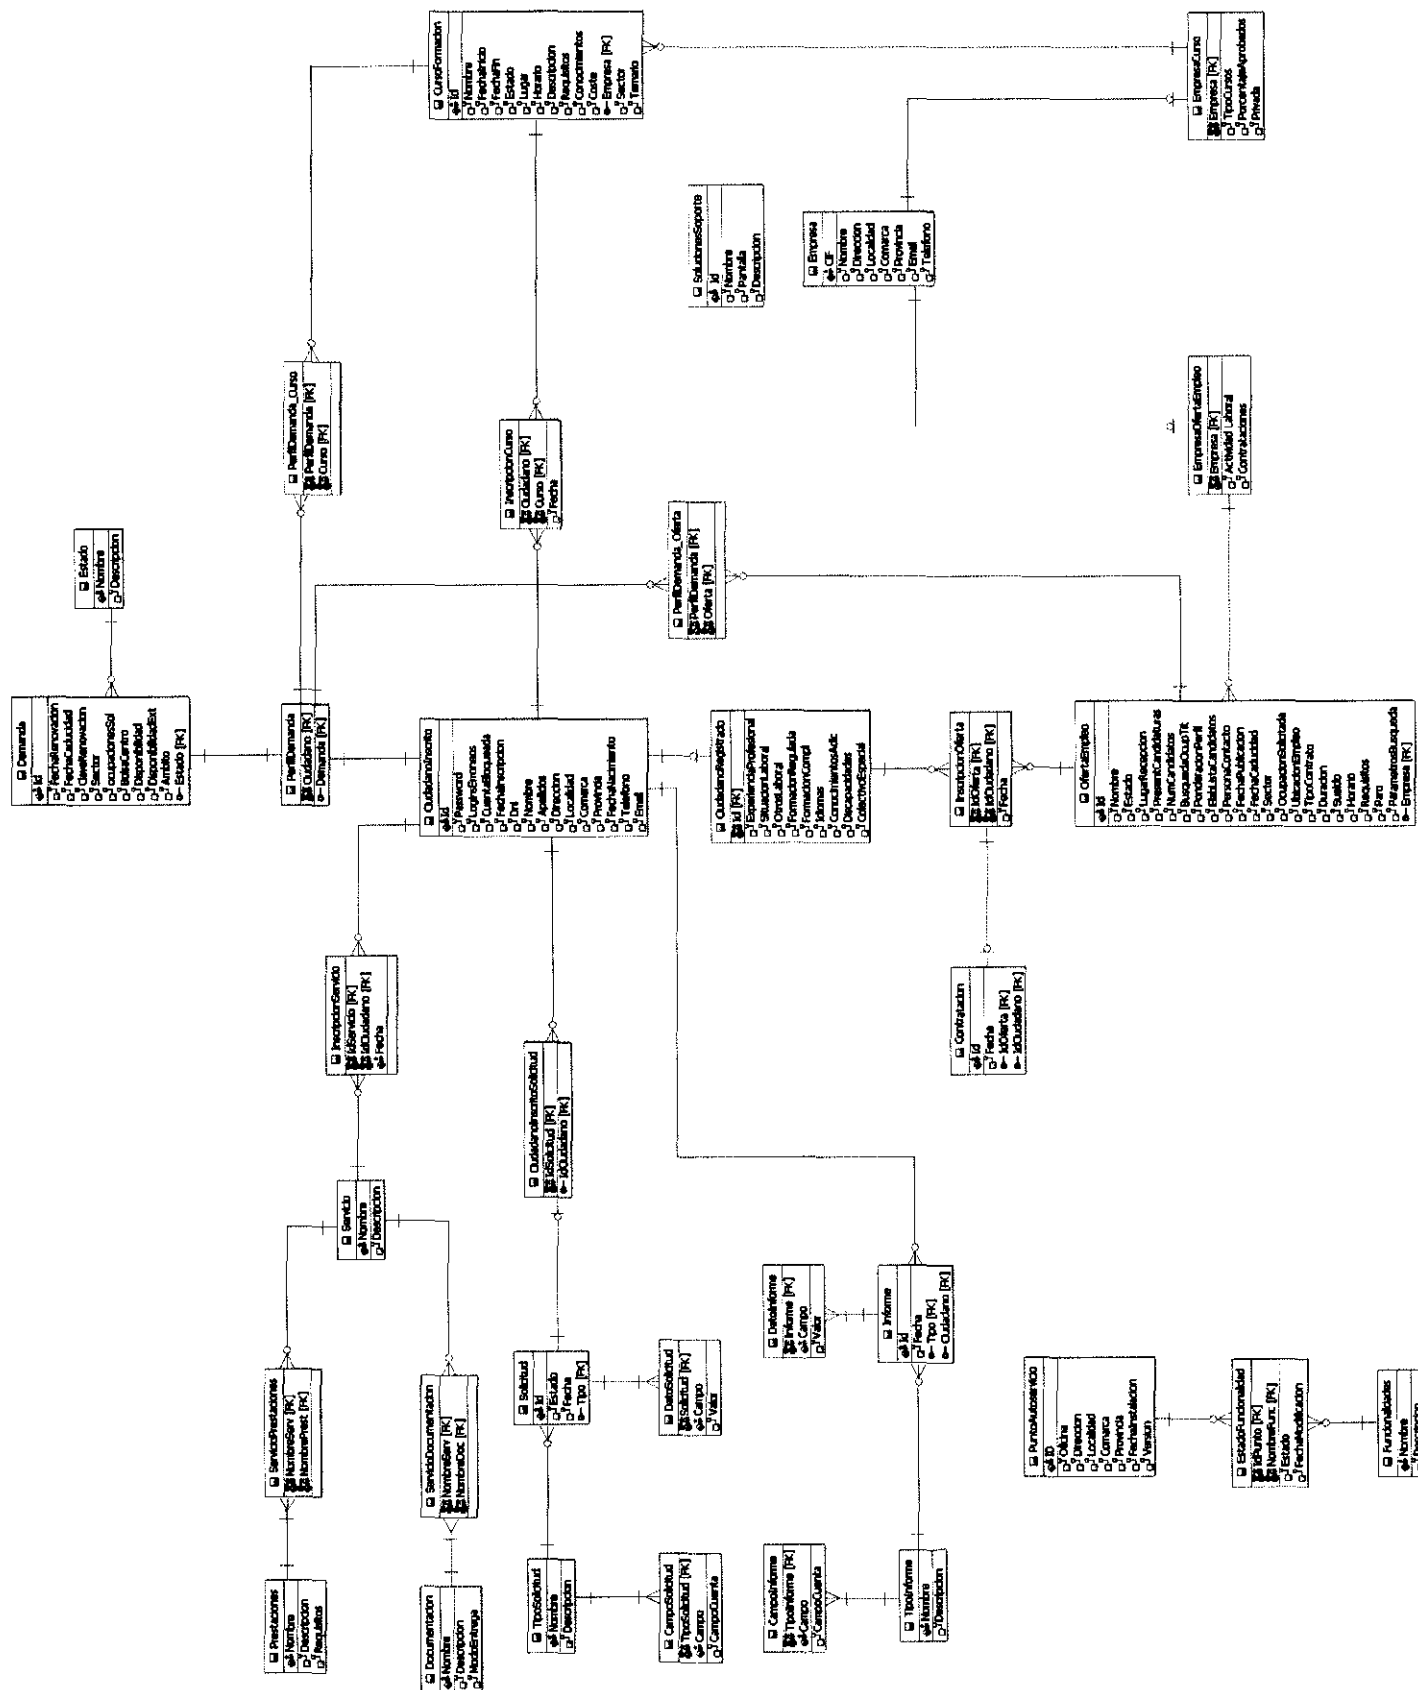 Demanda
Id
FechaRenovacion
FechaCaducidad
ClaveRenovacion
Sector
ocupacionesSol
BolsaCentro
Disponibilidad
DisponibilidadExt
Ambito
Estado [FK]
Estado
Nombre
Descripcion
Prestaciones
Nombre
Descripcion
Requisitos
ServicioPrestaciones
NombreServ [FK]
NombrePrest [FK]
PerfilDemanda
Ciudadano [FK]
Demanda [FK]
PerfilDemanda_Curso
PerfilDemanda [FK]
Curso [FK]
InscripcionServicio
IdServicio [FK]
IdCiudadano [FK]
Fecha
Servicio
Nombre
Descripcion
Documentacion
Nombre
Descripcion
ModoEntrega
ServicioDocumentacion
NombreServ [FK]
NombreDoc [FK]
CiudadanoInscrito
Id
Password
LoginsErroneos
CuentaBloqueada
FechaInscripcion
Dni
Nombre
Apellidos
Direccion
Localidad
Comarca
Provincia
FechaNacimiento
Telefono
Email
CursoFormacion
Id
Nombre
FechaInicio
FechaFin
Estado
Lugar
Horario
Descripcion
Requisitos
Conocimientos
Coste
Empresa [FK]
Sector
Temario
InscripcionCurso
Ciudadano [FK]
Curso [FK]
Fecha
TipoSolicitud
Nombre
Descripcion
Solicitud
Id
Estado
Fecha
Tipo [FK]
CiudadanoInscritoSolicitud
IdSolicitud [FK]
IdCiudadano [FK]
CampoSolicitud
TipoSolicitud [FK]
Campo
CampoCuenta
DatoSolicitud
Solicitud [FK]
Campo
Valor
PerfilDemanda_Oferta
PerfilDemanda [FK]
Oferta [FK]
SolucionesSoporte
Id
Nombre
Pantalla
Descripcion
CiudadanoRegistrado
Id [FK]
ExperienciaProfesional
SituacionLaboral
OtrosLaboral
FormacionRegulada
FormacionCompl
Idiomas
ConocimientosAdic
Discapacidades
ColectivoEspecial
CampoInforme
TipoInforme [FK]
Campo
CampoCuenta
DatoInforme
Informe [FK]
Campo
Valor
Empresa
CIF
Nombre
Direccion
Localidad
Comarca
Provincia
Email
Telefono
TipoInforme
Nombre
Descripcion
Informe
Id
Fecha
Tipo [FK]
Ciudadano [FK]
Contratacion
Id
Fecha
IdOferta [FK]
IdCiudadano [FK]
InscripcionOferta
IdOferta [FK]
IdCiudadano [FK]
Fecha
PuntoAutoservicio
ID
Oficina
Direccion
Localidad
Comarca
Provincia
FechaInstalacion
Version
OfertaEmpleo
Id
Nombre
Estado
LugarRecepcion
PresentCandidaturas
NumCandidatos
BusquedaOcupTit
PonderacionPerfil
EnvListaCandidatos
PersonaContacto
FechaPublicacion
FechaCaducidad
Sector
OcupacionSolicitada
UbicacionEmpleo
TipoContrato
Duracion
Sueldo
Horario
Requisitos
Paro
ParametrosBusqueda
Empresa [FK]
EmpresaOfertaEmpleo
Empresa [FK]
Actividad Laboral
Contrataciones
EmpresaCurso
Empresa [FK]
TipoCursos
PorcentajeAprobados
Privada
EstadoFuncionalidad
IdPunto [FK]
NombreFunc [FK]
Estado
FechaModificacion
Funcionalidades
Nombre